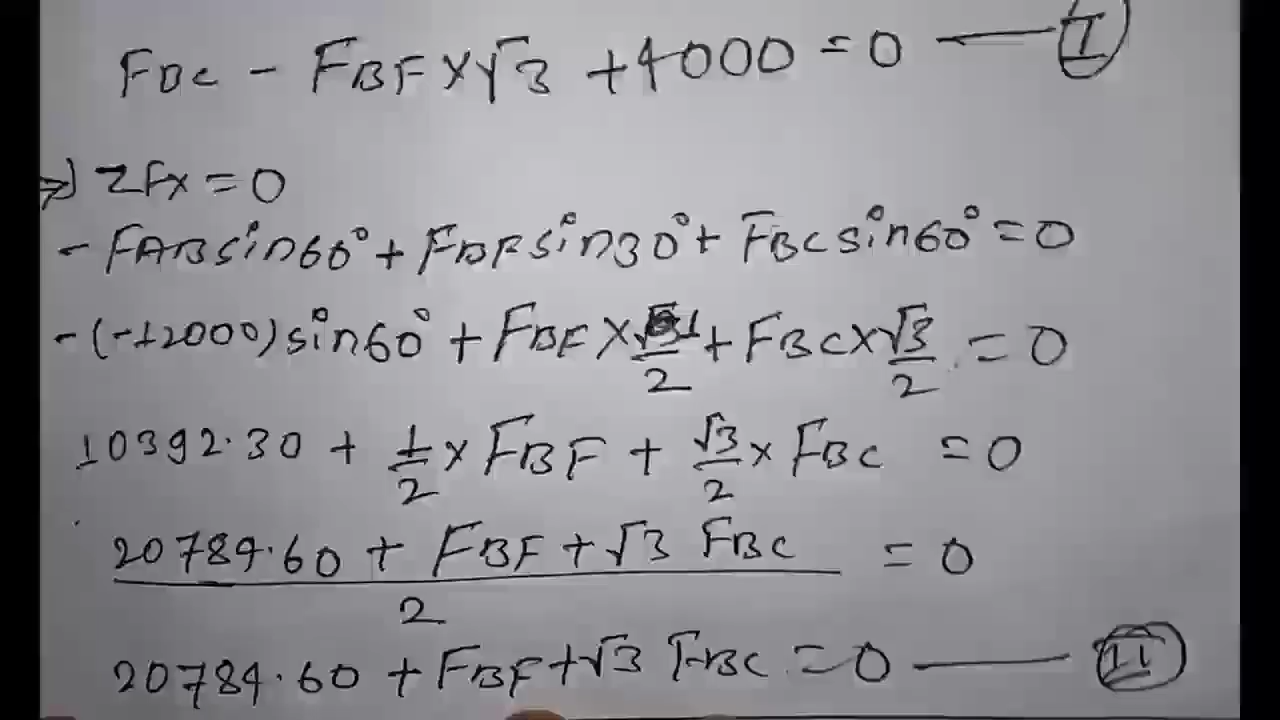 FBC - FBF×√3 +4000 = 0 — I
=> ΣFx = 0
- FAB sin60° + FBF sin30° + FBC sin60° = 0
- (-12000) sin60° + FBF × 1/2 + FBC × √3/2 = 0
10392.30 + 1/2 × FBF + √3/2 × FBC = 0
20784.60 + FBF + √3 FBC / 2 = 0
20784.60 + FBF + √3 FBC = 0 — II